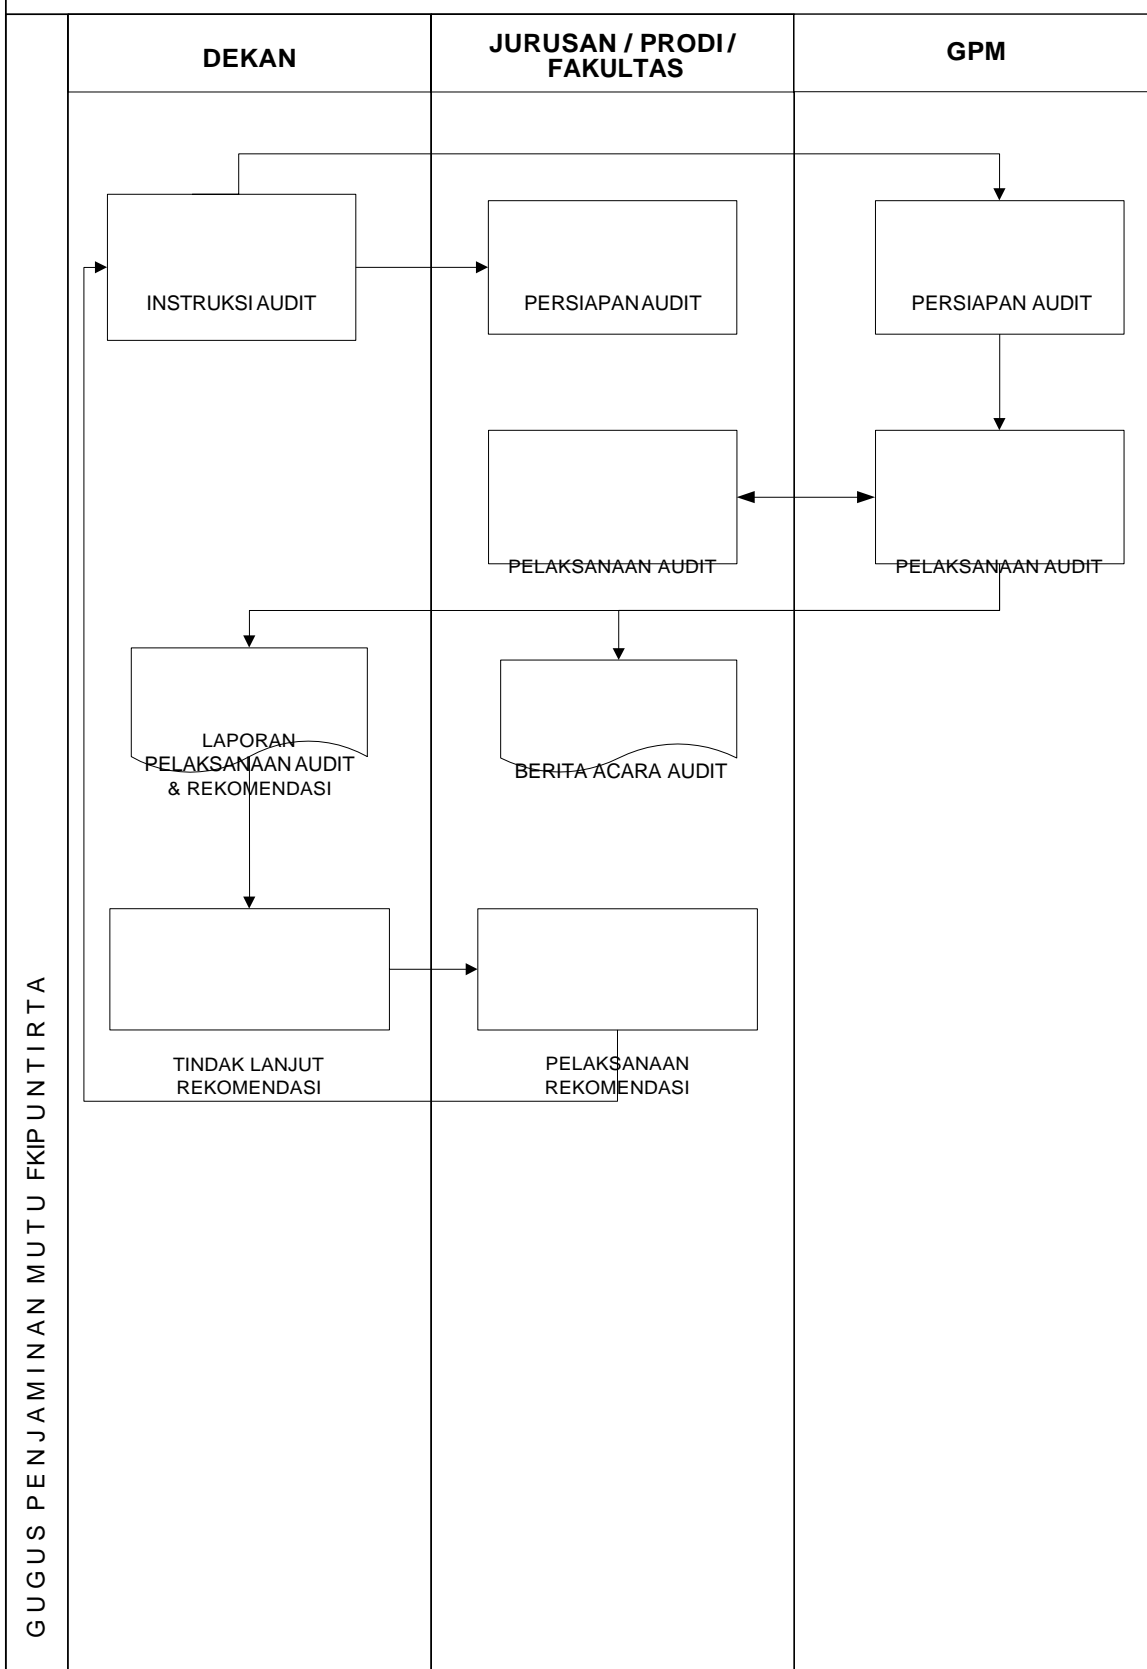 DEKAN
JURUSAN / PRODI /
FAKULTAS
GPM
INSTRUKSI AUDIT
PERSIAPAN AUDIT
PERSIAPAN AUDIT
PELAKSANAAN AUDIT
PELAKSANAAN AUDIT
LAPORAN
PELAKSANAAN AUDIT
& REKOMENDASI
BERITA ACARA AUDIT
TINDAK LANJUT
REKOMENDASI
PELAKSANAAN
REKOMENDASI
GUGUS PENJAMINAN MUTU FKIP UNTIRTA